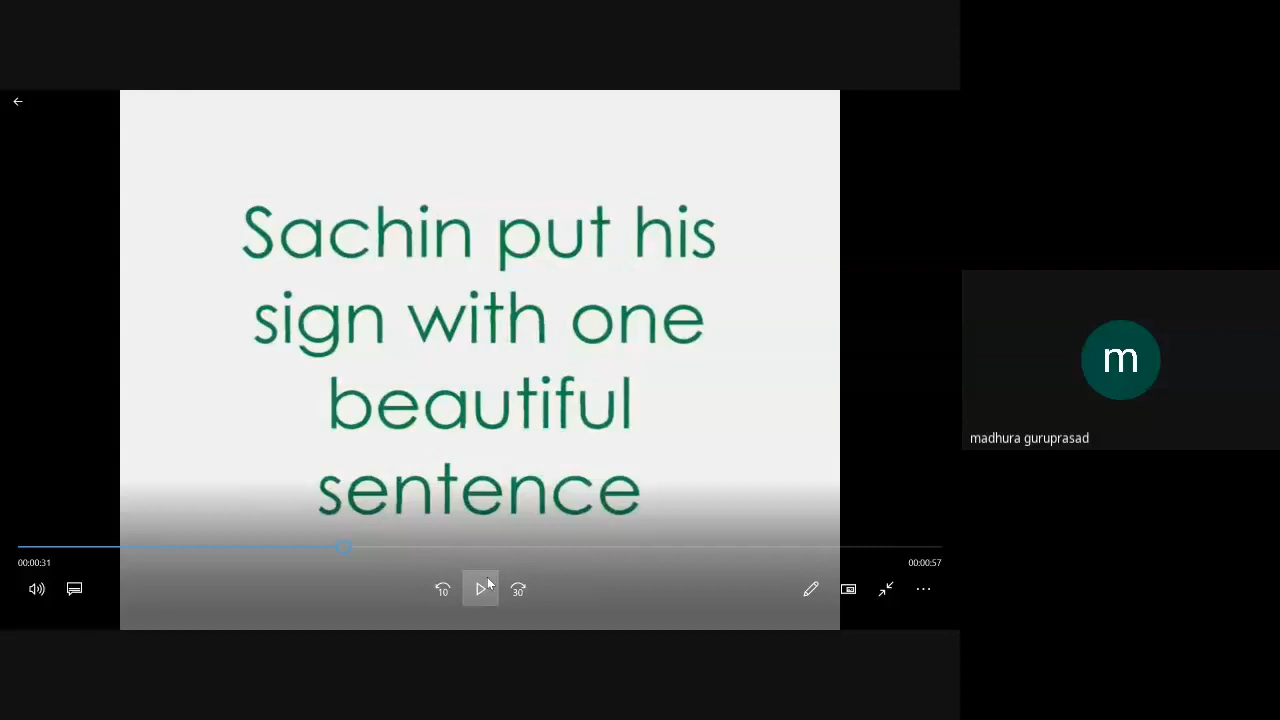 Sachin put his
sign with one
beautiful
sentence
00:00:31
00:00:57
10
30
m
madhura guruprasad